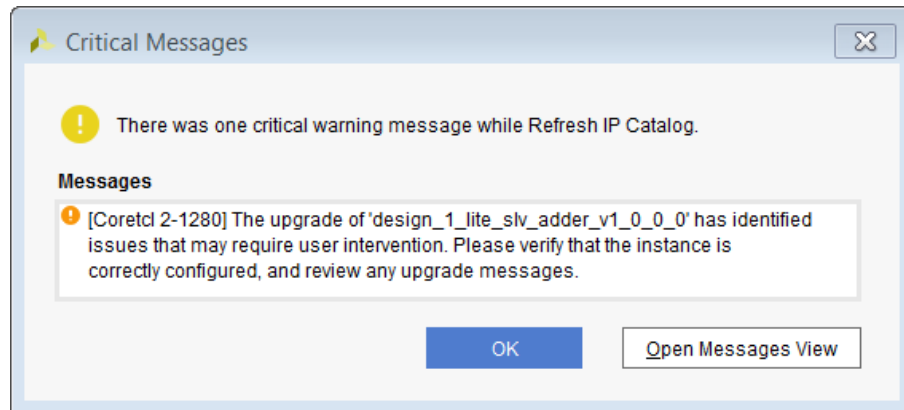 Critical Messages
There was one critical warning message while Refresh IP Catalog.
Messages
[Coretcl 2-1280] The upgrade of 'design_1_lite_slv_adder_v1_0_0_0' has identified
issues that may require user intervention. Please verify that the instance is
correctly configured, and review any upgrade messages.
OK
Open Messages View